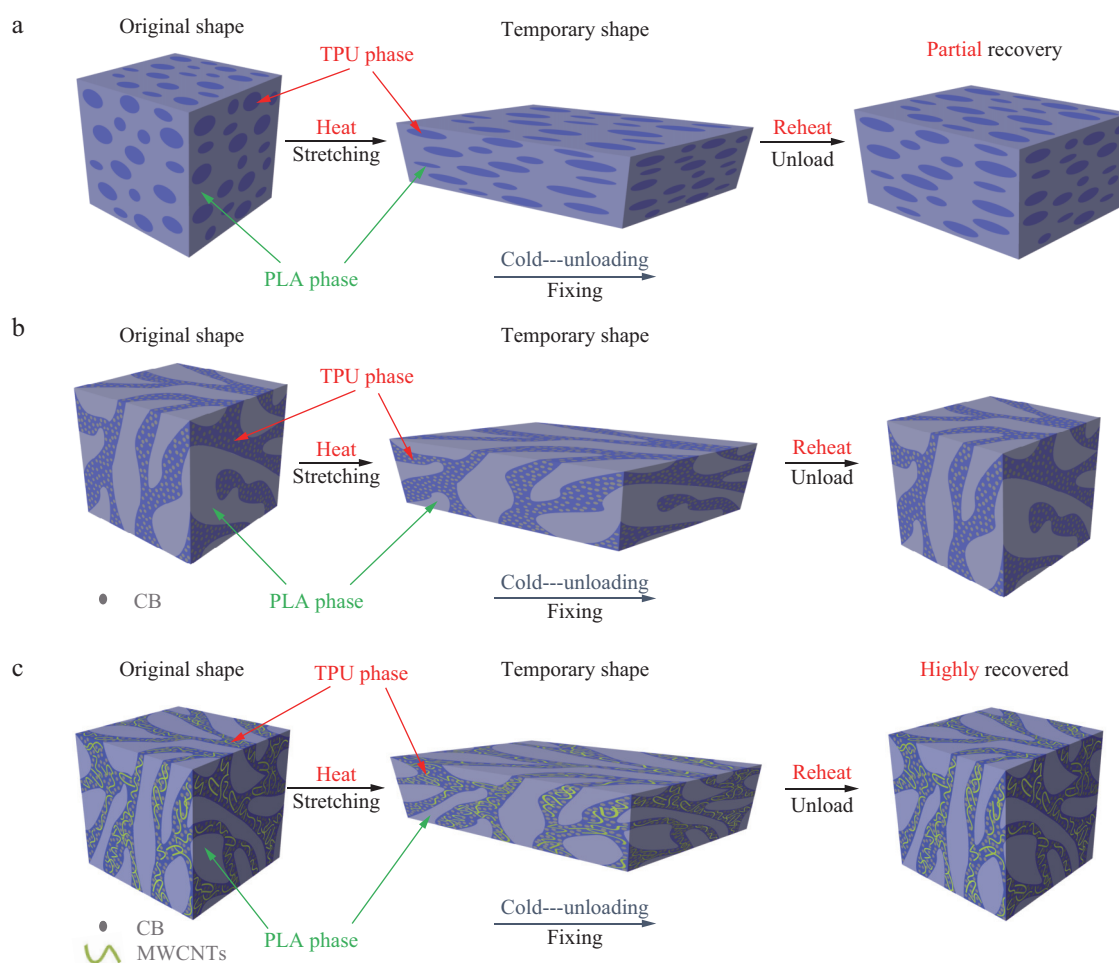 a
Original shape
TPU phase
Temporary shape
Partial recovery
Heat
Stretching
Reheat
Unload
PLA phase
Cold---unloading
Fixing
b
Original shape
Temporary shape
TPU phase
Heat
Stretching
Reheat
Unload
CB
PLA phase
Cold---unloading
Fixing
c
Original shape
TPU phase
Temporary shape
Highly recovered
Heat
Stretching
Reheat
Unload
CB
MWCNTs
PLA phase
Cold---unloading
Fixing